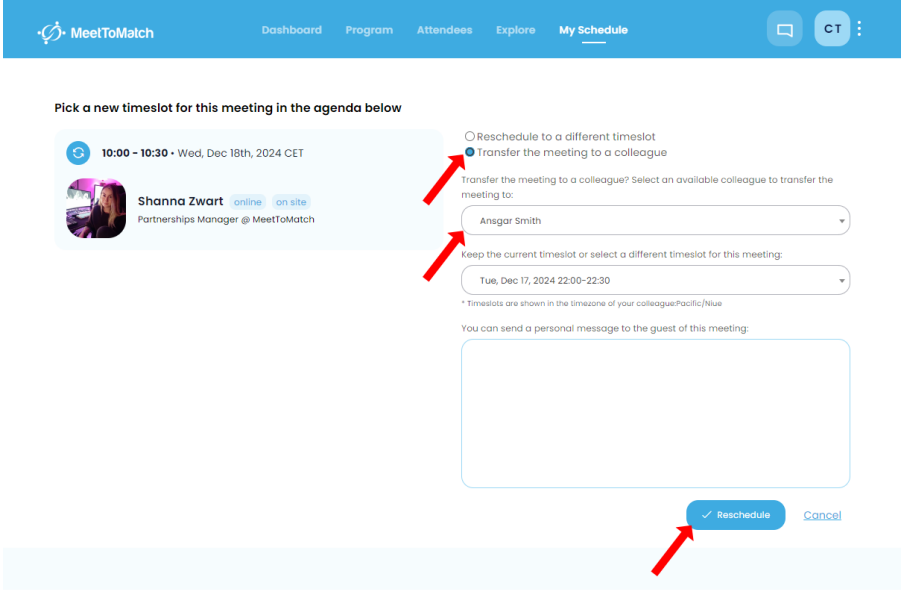 MeetToMatch
Dashboard Program Attendees Explore My Schedule
CT
Pick a new timeslot for this meeting in the agenda below
10:00 - 10:30 • Wed, Dec 18th, 2024 CET
Shanna Zwart online on site
Partnerships Manager @ MeetToMatch
Reschedule to a different timeslot
Transfer the meeting to a colleague
Transfer the meeting to a colleague? Select an available colleague to transfer the
meeting to:
Ansgar Smith
Keep the current timeslot or select a different timeslot for this meeting:
Tue, Dec 17, 2024 22:00-22:30
* Timeslots are shown in the timezone of your colleague:Pacific/Niue
You can send a personal message to the guest of this meeting:
Reschedule Cancel